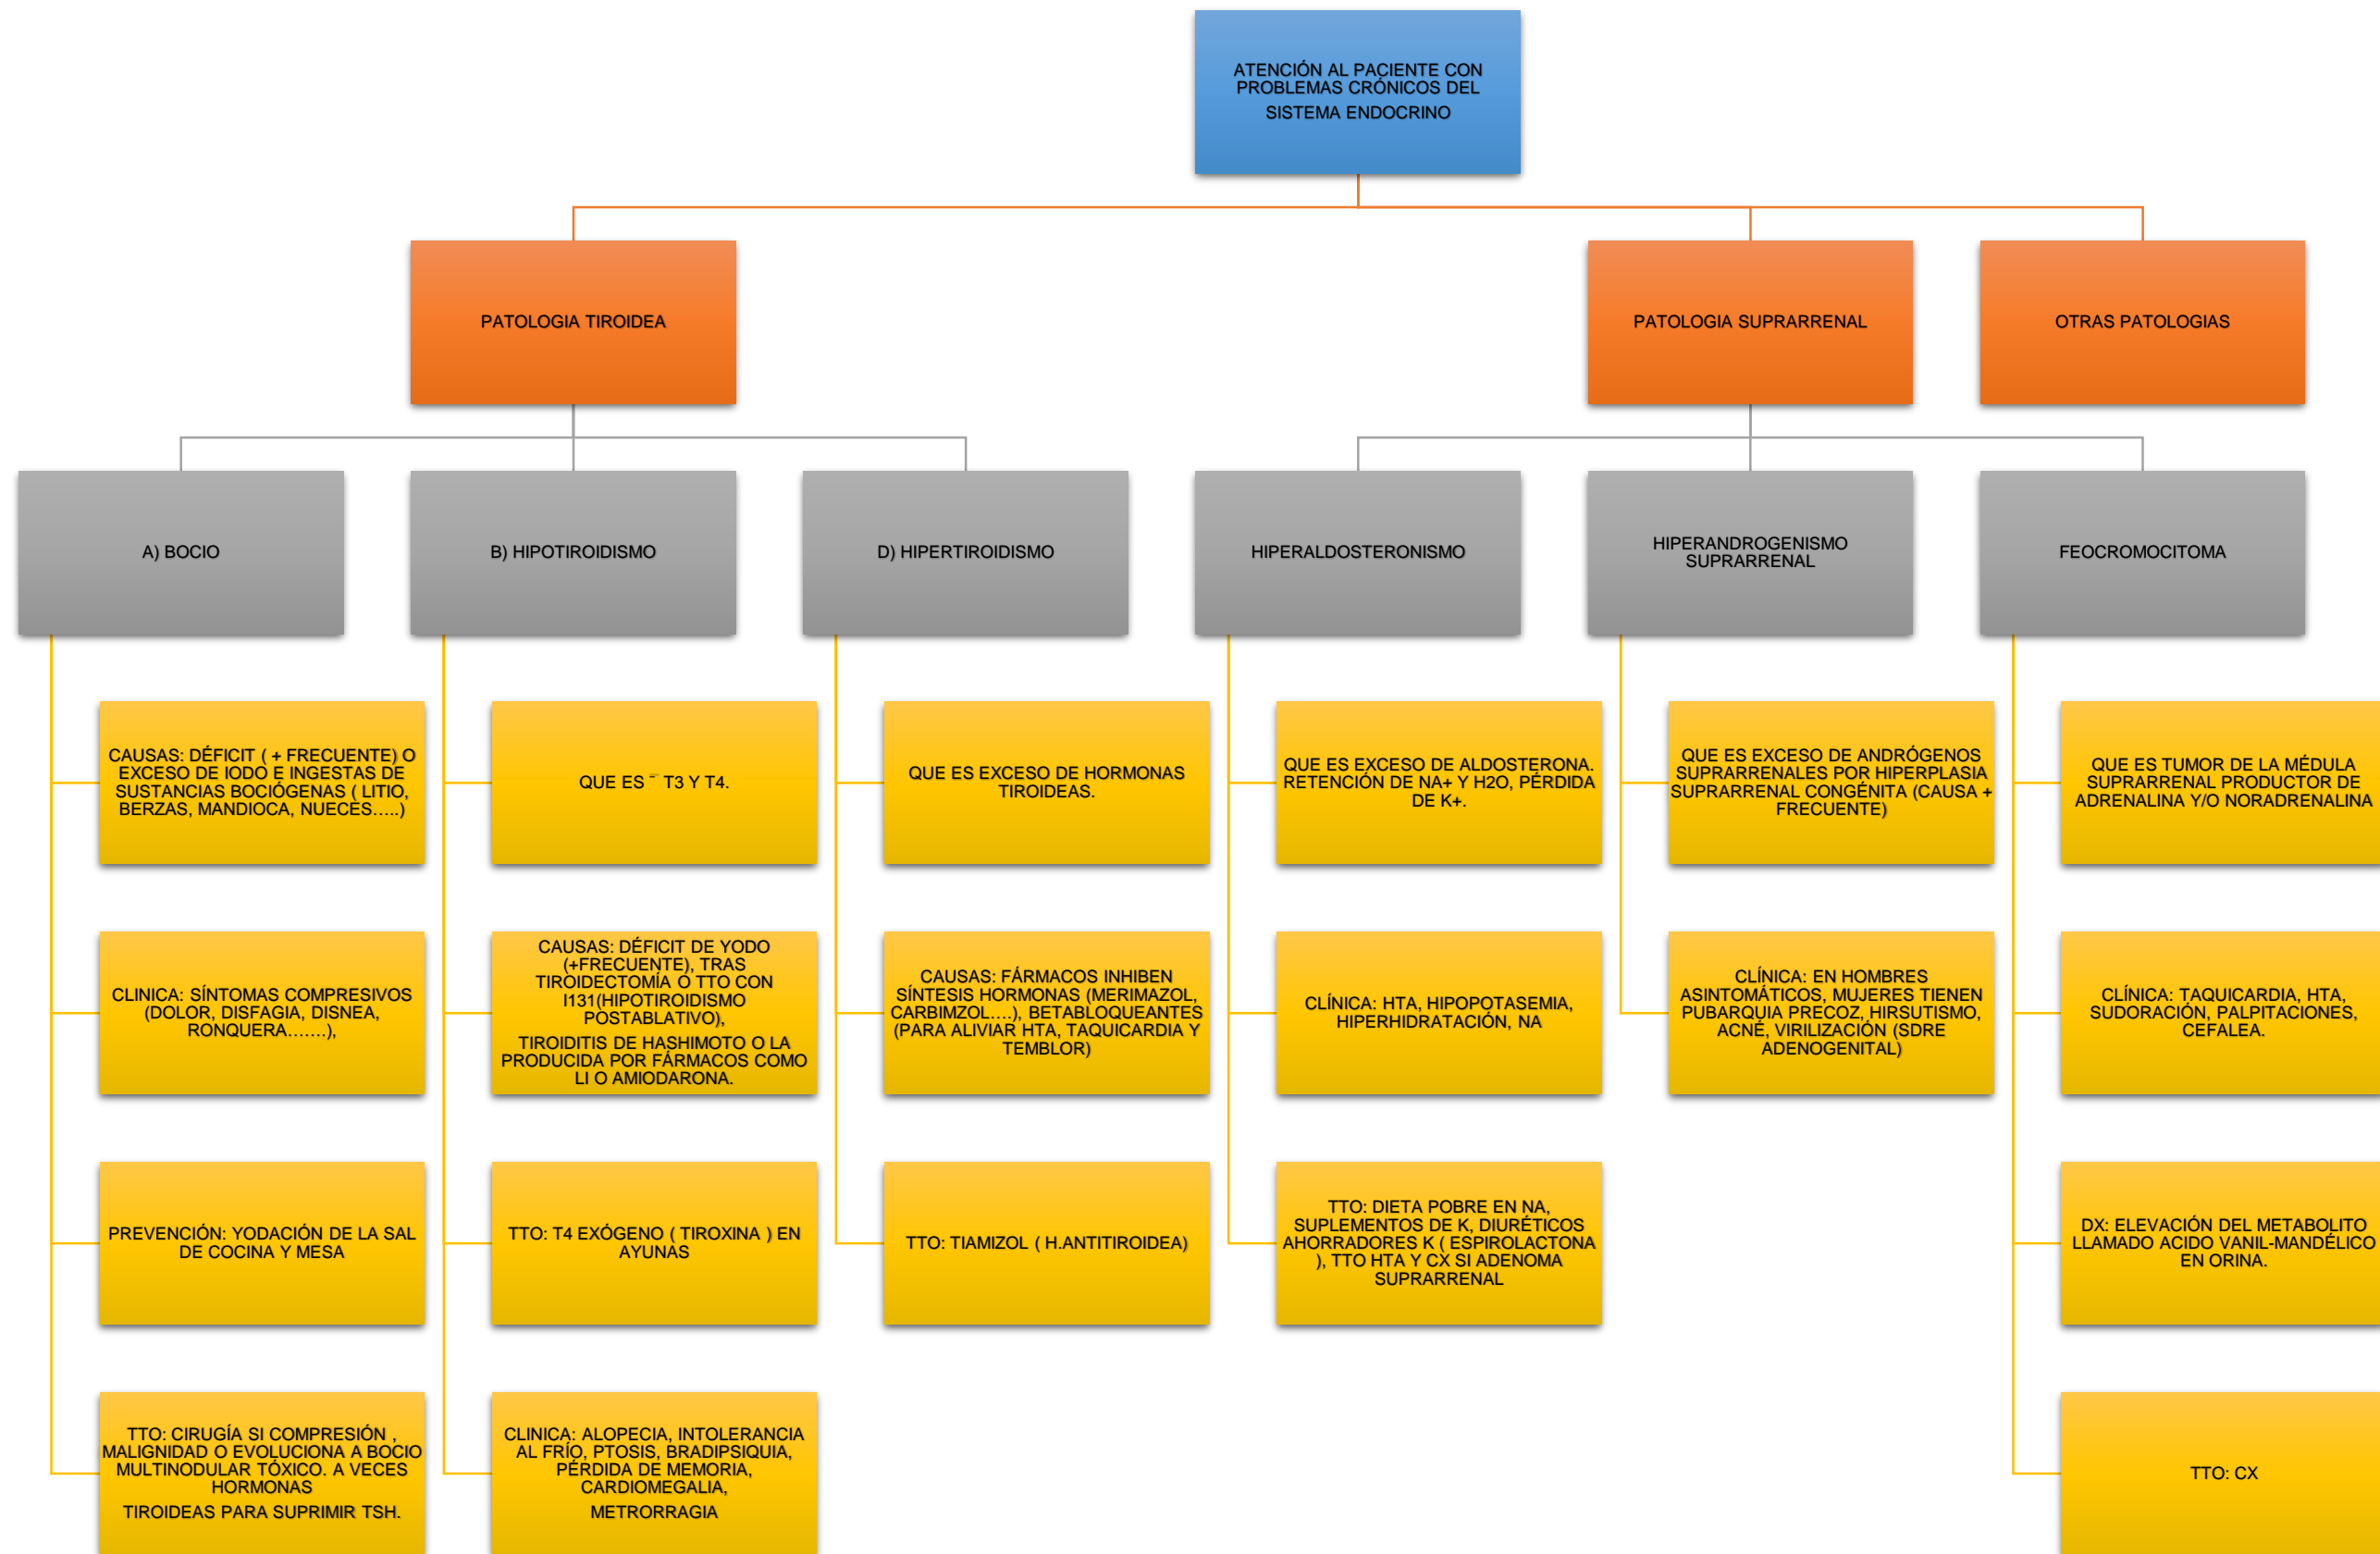 ATENCIÓN AL PACIENTE CON
PROBLEMAS CRÓNICOS DEL
SISTEMA ENDOCRINO
PATOLOGIA TIROIDEA
PATOLOGIA SUPRARRENAL
OTRAS PATOLOGIAS
A) BOCIO
B) HIPOTIROIDISMO
D) HIPERTIROIDISMO
HIPERALDOSTERONISMO
HIPERANDROGENISMO
SUPRARRENAL
FEOCROMOCITOMA
CAUSAS: DÉFICIT ( + FRECUENTE) O
EXCESO DE IODO E INGESTAS DE
SUSTANCIAS BOCIÓGENAS ( LITIO,
BERZAS, MANDIOCA, NUECES…..)
QUE ES ¯ T3 Y T4.
QUE ES EXCESO DE HORMONAS
TIROIDEAS.
QUE ES EXCESO DE ALDOSTERONA.
RETENCIÓN DE NA+ Y H2O, PÉRDIDA
DE K+.
QUE ES EXCESO DE ANDRÓGENOS
SUPRARRENALES POR HIPERPLASIA
SUPRARRENAL CONGÉNITA (CAUSA +
FRECUENTE)
QUE ES TUMOR DE LA MÉDULA
SUPRARRENAL PRODUCTOR DE
ADRENALINA Y/O NORADRENALINA
CLINICA: SÍNTOMAS COMPRESIVOS
(DOLOR, DISFAGIA, DISNEA,
RONQUERA…….),
CAUSAS: DÉFICIT DE YODO
(+FRECUENTE), TRAS
TIROIDECTOMÍA O TTO CON
I131(HIPOTIROIDISMO
POSTABLATIVO),
TIROIDITIS DE HASHIMOTO O LA
PRODUCIDA POR FÁRMACOS COMO
LI O AMIODARONA.
CAUSAS: FÁRMACOS INHIBEN
SÍNTESIS HORMONAS (MERIMAZOL,
CARBIMZOL….), BETABLOQUEANTES
(PARA ALIVIAR HTA, TAQUICARDIA Y
TEMBLOR)
CLÍNICA: HTA, HIPOPOTASEMIA,
HIPERHIDRATACIÓN, NA
CLÍNICA: EN HOMBRES
ASINTOMÁTICOS, MUJERES TIENEN
PUBARQUIA PRECOZ, HIRSUTISMO,
ACNÉ, VIRILIZACIÓN (SDRE
ADENOGENITAL)
CLÍNICA: TAQUICARDIA, HTA,
SUDORACIÓN, PALPITACIONES,
CEFALEA.
PREVENCIÓN: YODACIÓN DE LA SAL
DE COCINA Y MESA
TTO: T4 EXÓGENO ( TIROXINA ) EN
AYUNAS
TTO: TIAMIZOL ( H.ANTITIROIDEA)
TTO: DIETA POBRE EN NA,
SUPLEMENTOS DE K, DIURÉTICOS
AHORRADORES K ( ESPIROLACTONA
), TTO HTA Y CX SI ADENOMA
SUPRARRENAL
DX: ELEVACIÓN DEL METABOLITO
LLAMADO ACIDO VANIL-MANDÉLICO
EN ORINA.
TTO: CIRUGÍA SI COMPRESIÓN ,
MALIGNIDAD O EVOLUCIONA A BOCIO
MULTINODULAR TÓXICO. A VECES
HORMONAS
TIROIDEAS PARA SUPRIMIR TSH.
CLINICA: ALOPECIA, INTOLERANCIA
AL FRÍO, PTOSIS, BRADIPSIQUIA,
PÉRDIDA DE MEMORIA,
CARDIOMEGALIA,
METRORRAGIA
TTO: CX